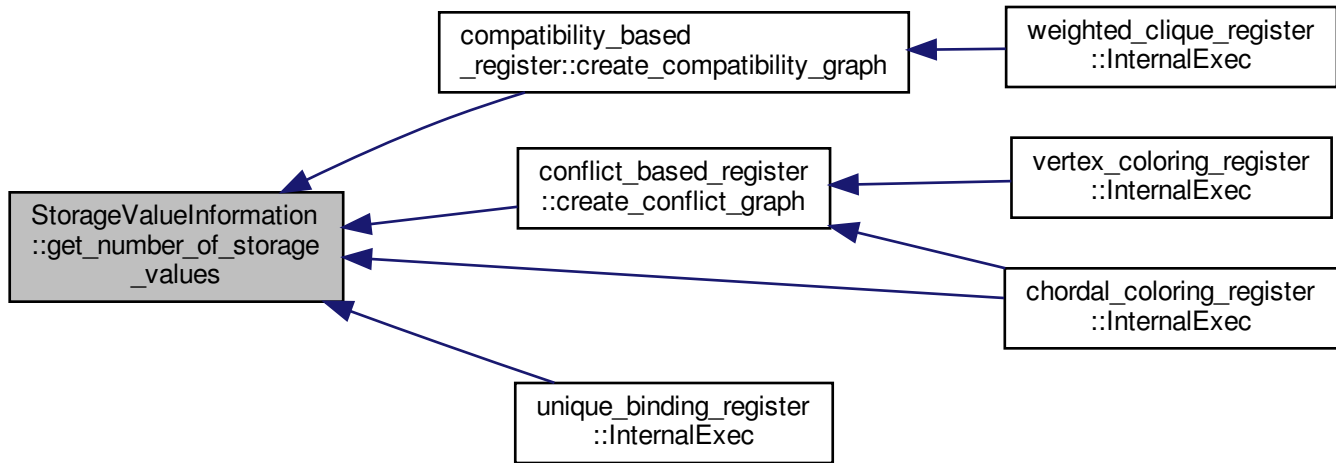 StorageValueInformation
::get_number_of_storage
_values
compatibility_based
_register::create_compatibility_graph
weighted_clique_register
::InternalExec
conflict_based_register
::create_conflict_graph
vertex_coloring_register
::InternalExec
chordal_coloring_register
::InternalExec
unique_binding_register
::InternalExec